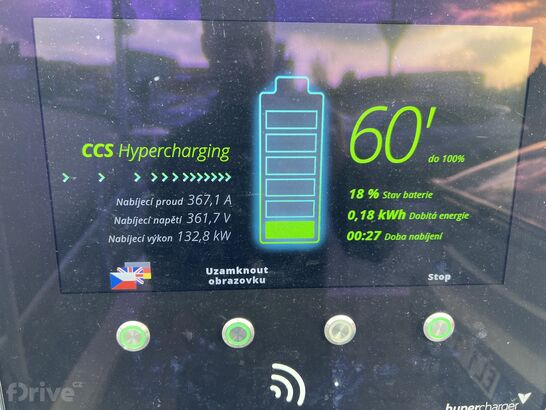 60'
do 100%
CCS Hypercharging
Nabíjecí proud 367,1 A
Nabíjecí napětí 361,7 V
Nabíjecí výkon 132,8 kW
18 % Stav baterie
0,18 kWh Dobitá energie
00:27 Doba nabíjení
Uzamknout
obrazovku
Stop
fDrive.cz
hypercharger